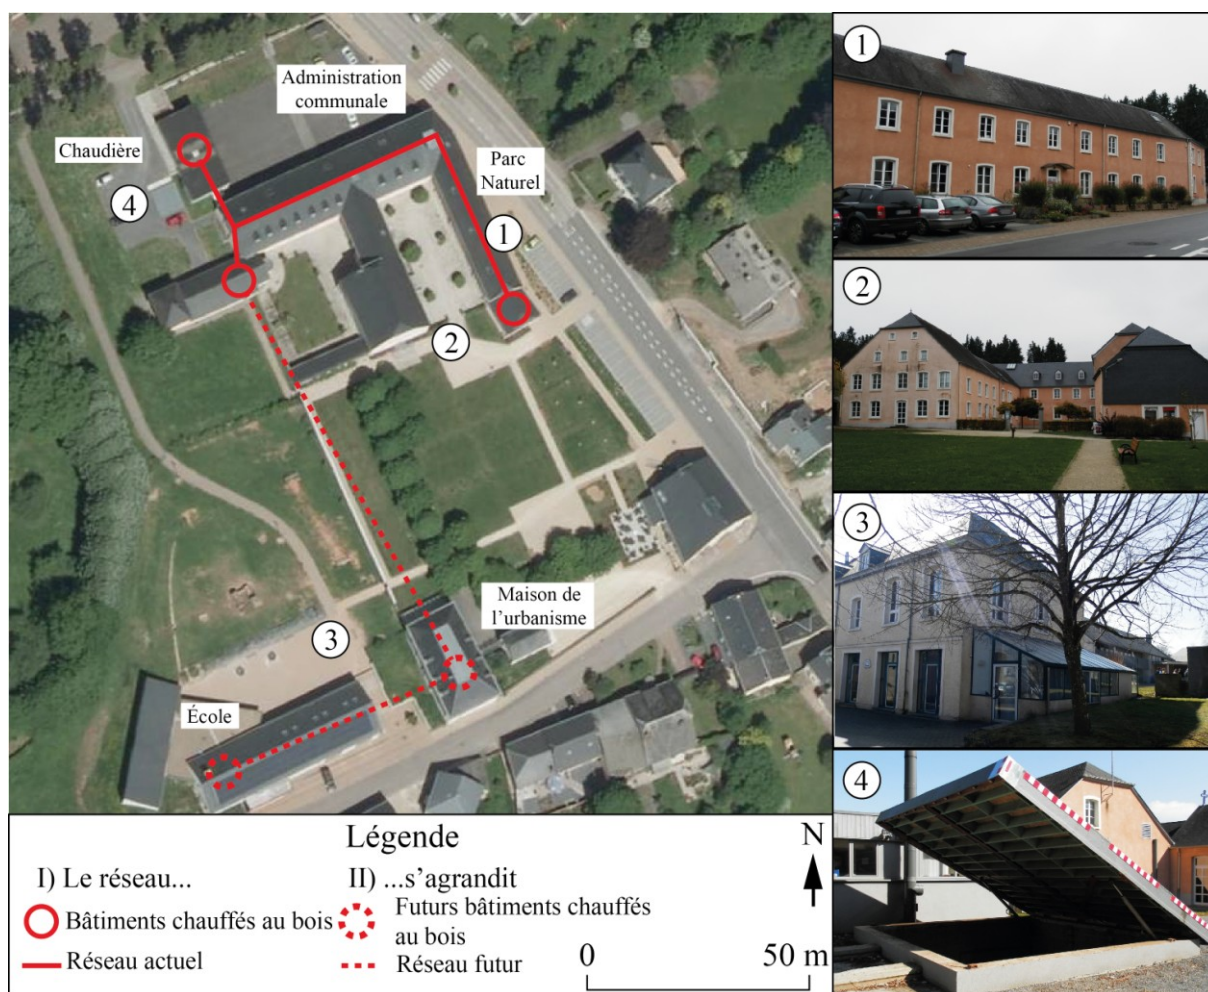 Administration
communale
Chaudière
Parc
Naturel
4
1
2
3
Maison de
l'urbanisme
École
1
2
3
4
Légende
N
I) Le réseau...
II) ...s'agrandit
Bâtiments chauffés au bois
Futurs bâtiments chauffés
au bois
Réseau actuel
Réseau futur
0
50 m